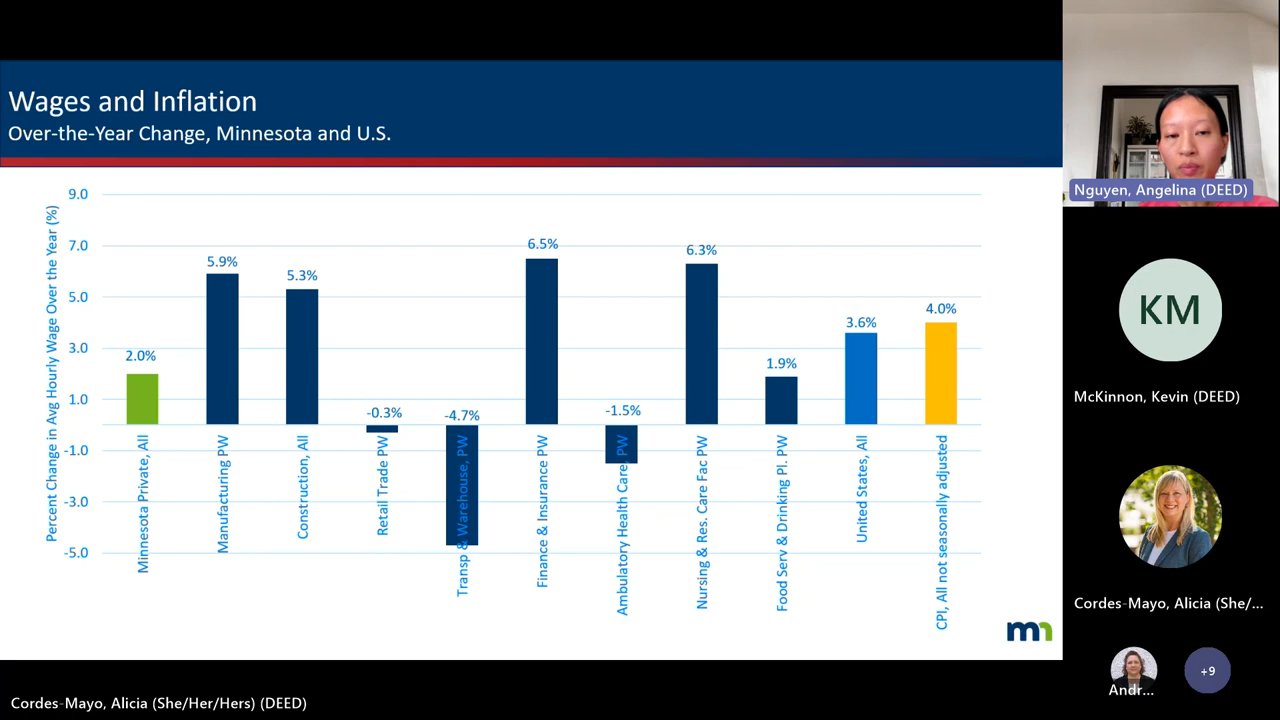 Wages and Inflation
Over-the-Year Change, Minnesota and U.S.
Percent Change in Avg Hourly Wage Over the Year (%)
9.0
7.0
5.0
3.0
1.0
-1.0
-3.0
-5.0
2.0%
5.9%
5.3%
-0.3%
-4.7%
6.5%
-1.5%
6.3%
1.9%
3.6%
4.0%
Minnesota Private, All
Manufacturing PW
Construction, All
Retail Trade PW
Transp & Warehouse, PW
Finance & Insurance PW
Ambulatory Health Care, PW
Nursing & Res. Care Fac PW
Food Serv & Drinking Pl. PW
United States, All
CPI, All not seasonally adjusted
mn
Nguyen, Angelina (DEED)
KM
McKinnon, Kevin (DEED)
Cordes-Mayo, Alicia (She/...
Andr...
+9
Cordes-Mayo, Alicia (She/Her/Hers) (DEED)